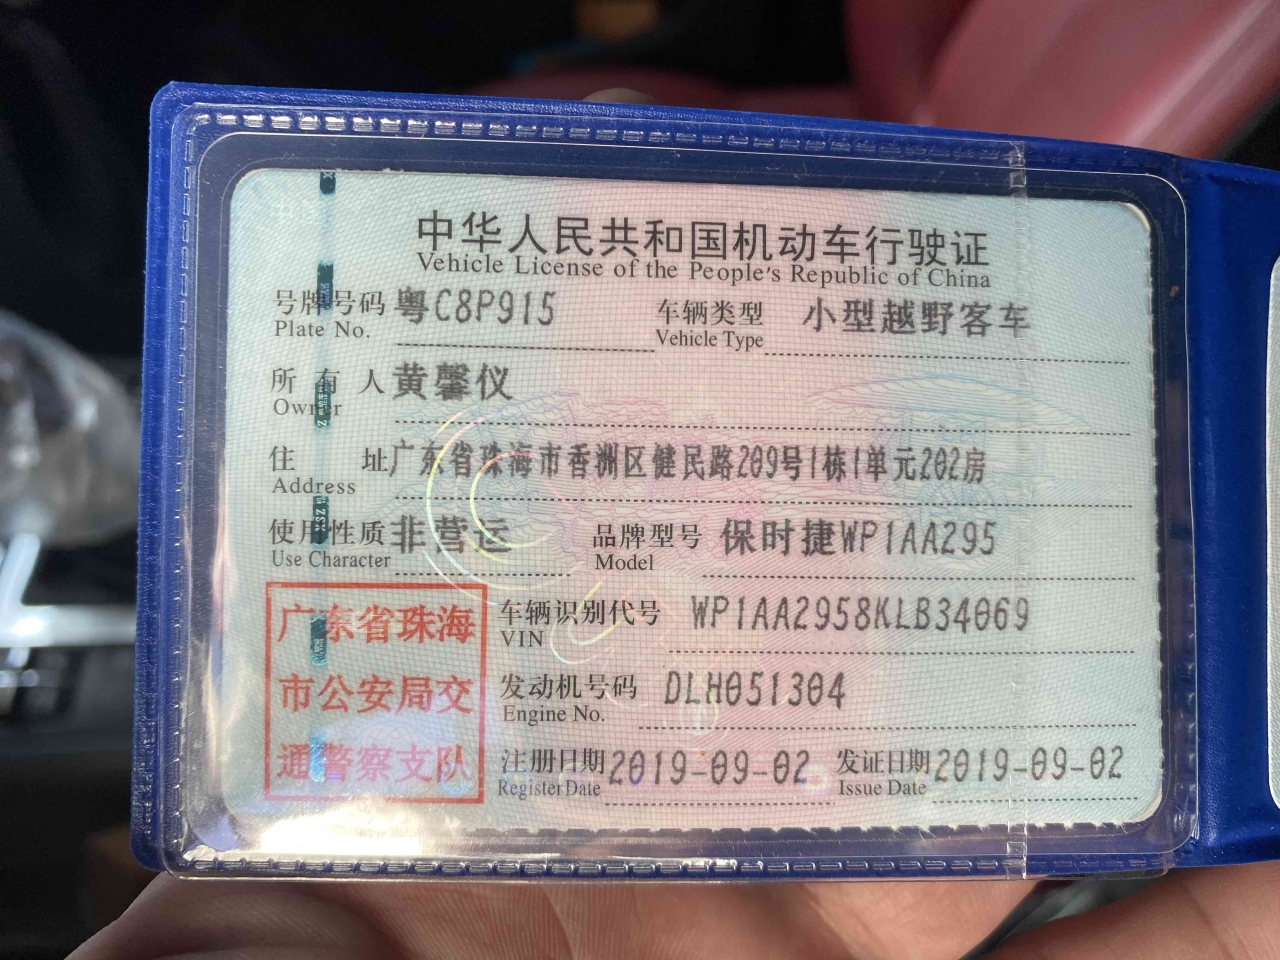 中华人民共和国机动车行驶证
Vehicle License of the People's Republic of China
号牌号码 粤C8P915 车辆类型 小型越野客车
Plate No. Vehicle Type
所有人 黄馨仪
Owner
住址 广东省珠海市香洲区健民路209号1栋1单元202房
Address
使用性质 非营运 品牌型号 保时捷WP1AA295
Use Character Model
车辆识别代号 WP1AA2958KLB34069
VIN
发动机号码 DLH051304
Engine No.
注册日期 2019-09-02 发证日期 2019-09-02
Register Date Issue Date
广东省珠海
市公安局交
通警察支队